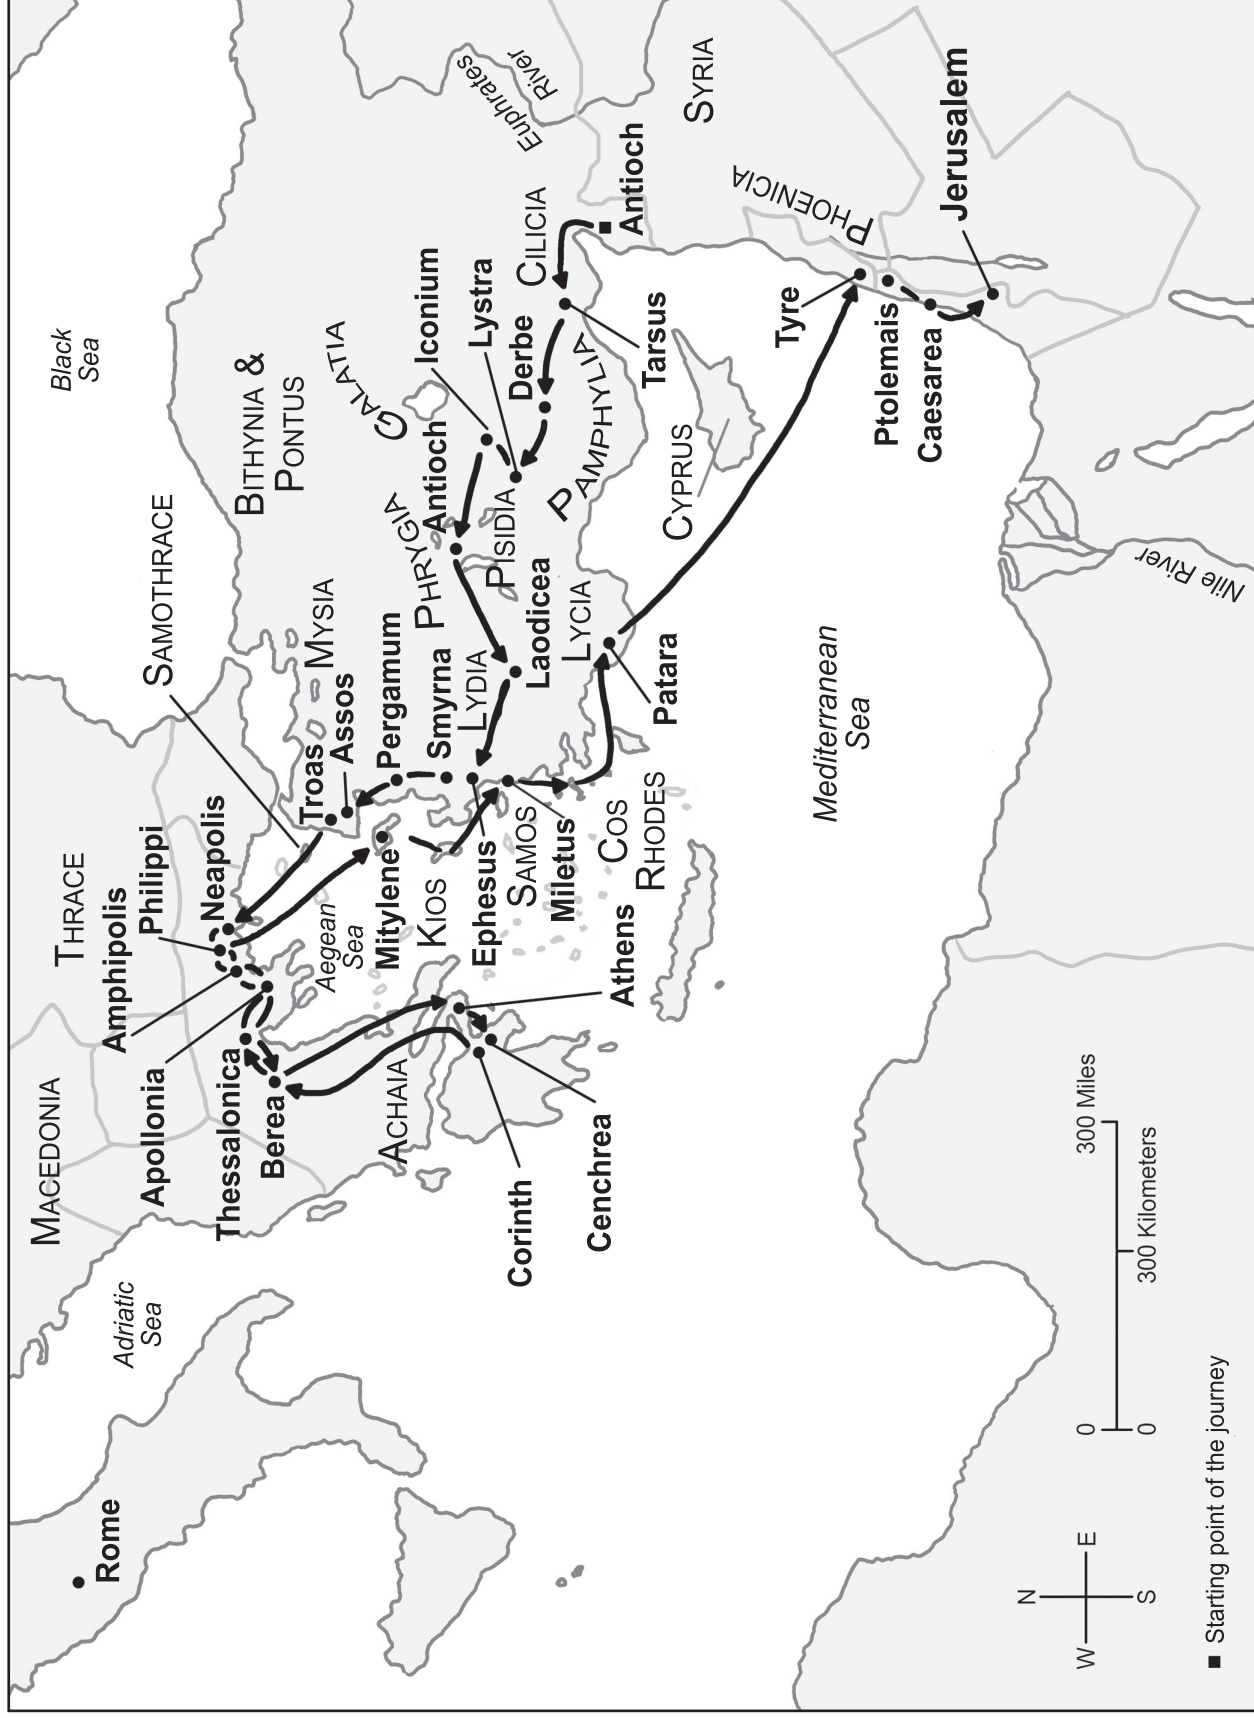 Black
Sea
Adriatic
Sea
Rome
MACEDONIA
THRACE
SAMOTHRACE
BITHYNIA &
PONTUS
GALATIA
Amphipolis
Philippi
Neapolis
Apollonia
Thessalonica
Berea
Troas
Assos
MYSIA
Pergamum
Smyrna
LYDIA
PHRYGIA
Antioch
Iconium
Lystra
Derbe
CILICIA
Euphrates
River
Antioch
SYRIA
Aegean
Sea
Mitylene
KIOS
Ephesus
SAMOS
Miletus
COS
RHODES
ACHAIA
Athens
Corinth
Cenchrea
PISIDIA
Laodicea
LYCIA
PAMPHYLIA
Tarsus
Patara
CYPRUS
Tyre
PHOENICIA
Ptolemais
Caesarea
Jerusalem
Mediterranean
Sea
Nile River
0
300 Miles
0
300 Kilometers
N
W
E
S
■ Starting point of the journey